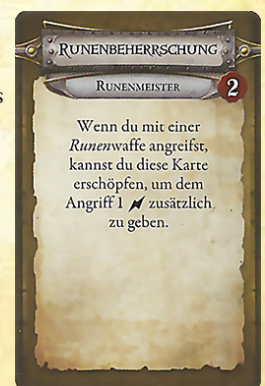 RUNENBEHERRSCHUNG
RUNENMEISTER
2
Wenn du mit einer
Runenwaffe angreifst,
kannst du diese Karte
erschöpfen, um dem
Angriff 1 zusätzlich
zu geben.
s